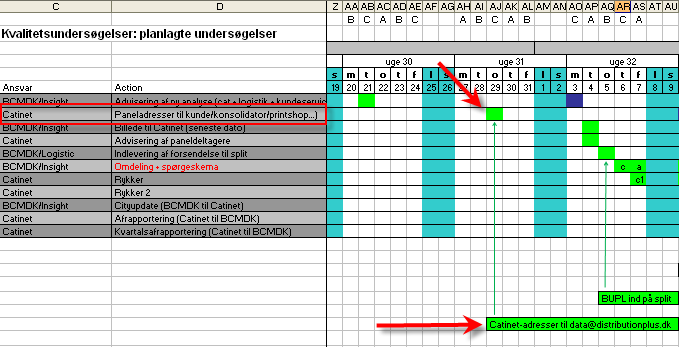 C D Z AA AB AC AD AE AF AG AH AI AJ AK AL AM AN AO AP AQ AR AS AT AU
B C A B C A B C A B C A B C
Kvalitetsundersøgelser: planlagte undersøgelser
uge 30 uge 31 uge 32
s m t o t f l s m t o t f l s m t o t f l s
Ansvar Action 19 20 21 22 23 24 25 26 27 28 29 30 31 1 2 3 4 5 6 7 8 9
BCMDK/Insight Advisering af ny analyse (cat + logistik + kundeservice
Catinet Paneladresser til kunde/konsolidator/printshop...)
BCMDK/Insight Billede til Catinet (seneste dato)
Catinet Advisering af paneldeltagere
BCMDK/Logistic Indlevering af forsendelse til split
BCMDK/Insight Omdeling + spørgeskema c a
Catinet Rykker c1
Catinet Rykker 2
BCMDK/Insight Cityupdate (BCMDK til Catinet)
Catinet Afrapportering (Catinet til BCMDK)
Catinet Kvartalsafrapportering (Catinet til BCMDK)
BUPL ind på split
Catinet-adresser til data@distributionplus.dk